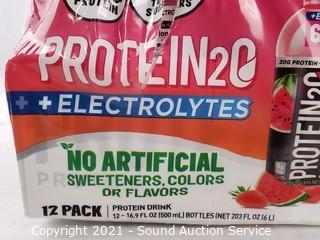 PROTEIN
PROTEIN2O
+ + ELECTROLYTES
NO ARTIFICIAL
SWEETENERS, COLORS
OR FLAVORS
12 PACK
PROTEIN DRINK
12 - 16.9 FL OZ (500 mL) BOTTLES (NET 203 FL OZ (6 L)
20G PROTEIN
PROTEIN2O
Copyright 2021 - Sound Auction Service